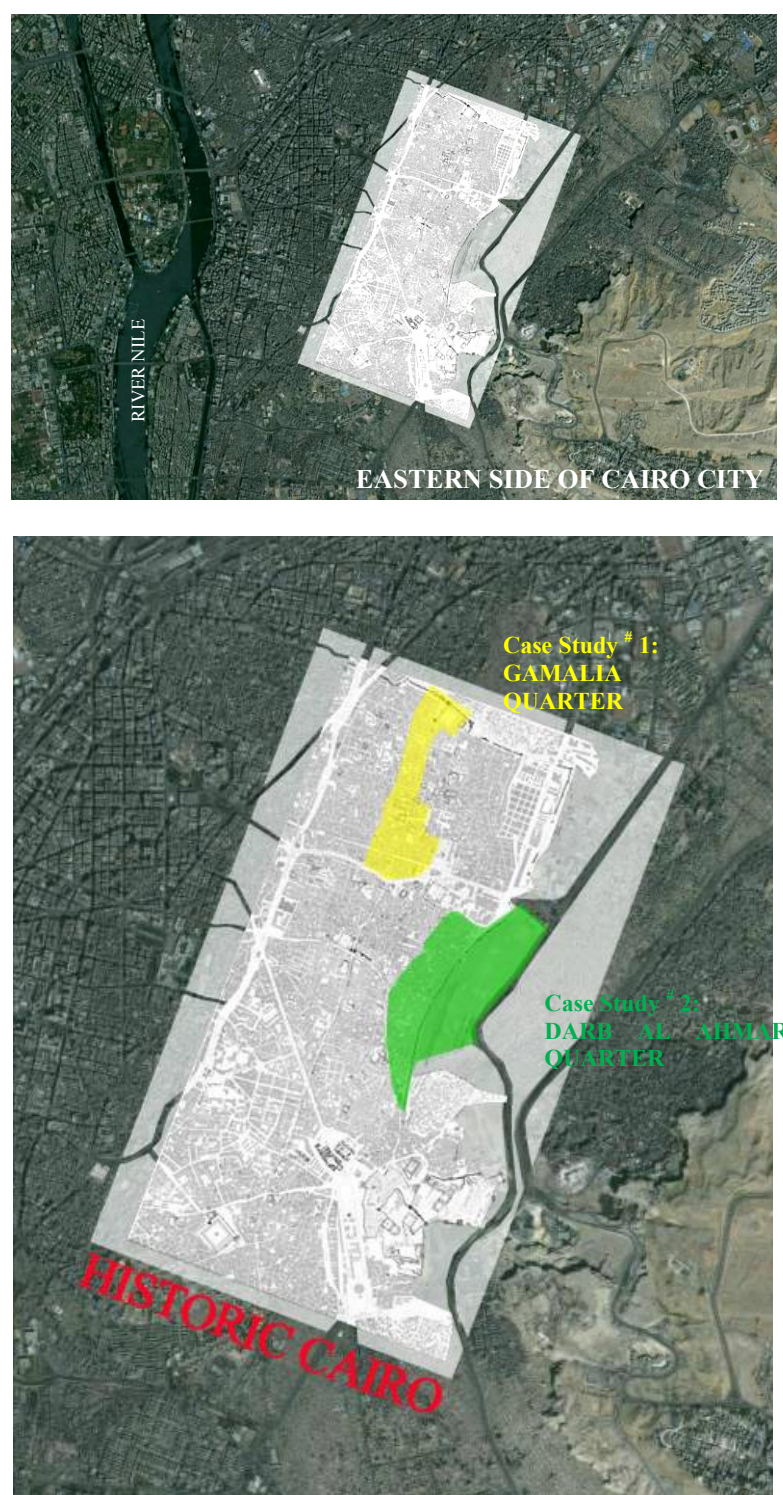 RIVER NILE
EASTERN SIDE OF CAIRO CITY
Case Study # 1:
GAMALIA
QUARTER
Case Study # 2:
DARB AL AHMAR
QUARTER
HISTORIC CAIRO